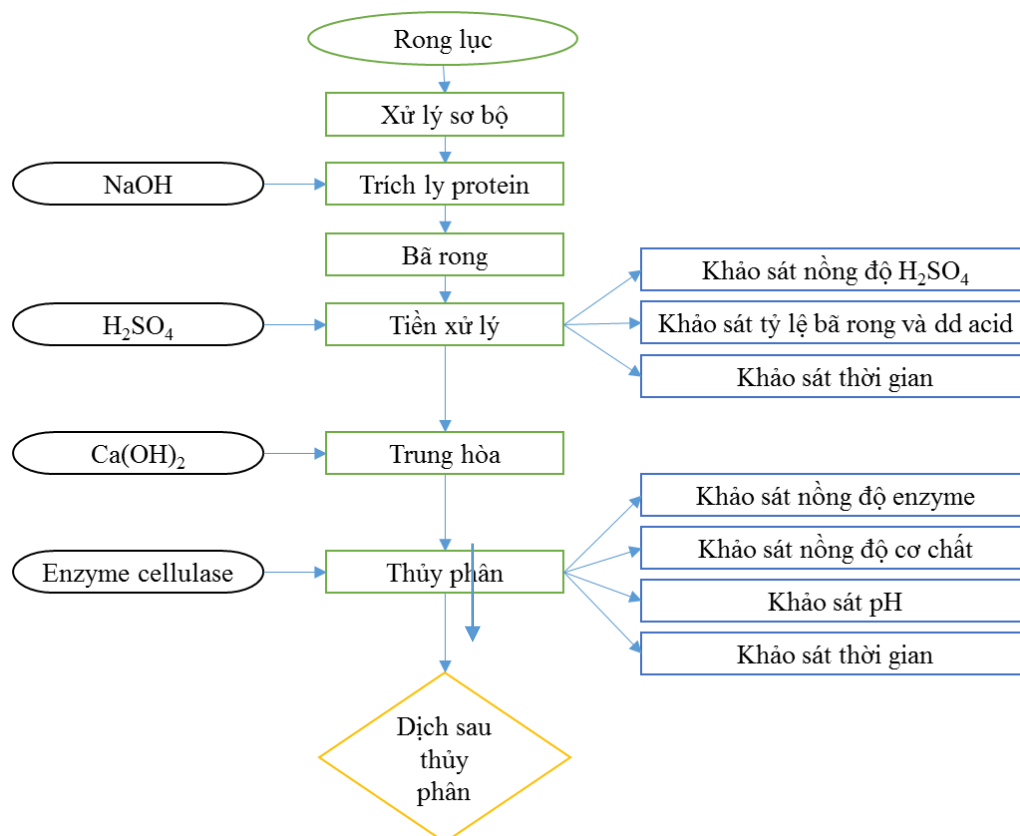 Rong lục
Xử lý sơ bộ
NaOH
Trích ly protein
Bã rong
Khảo sát nồng độ H₂SO₄
H₂SO₄
Tiền xử lý
Khảo sát tỷ lệ bã rong và dd acid
Khảo sát thời gian
Ca(OH)₂
Trung hòa
Khảo sát nồng độ enzyme
Khảo sát nồng độ cơ chất
Enzyme cellulase
Thủy phân
Khảo sát pH
Khảo sát thời gian
Dịch sau
thủy
phân